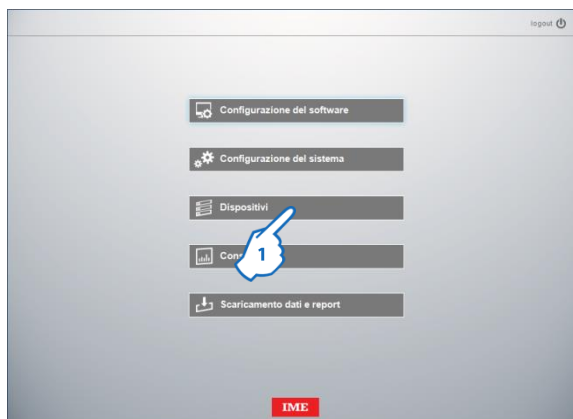 logout
Configurazione del software
Configurazione del sistema
Dispositivi
1
Scaricamento dati e report
IME